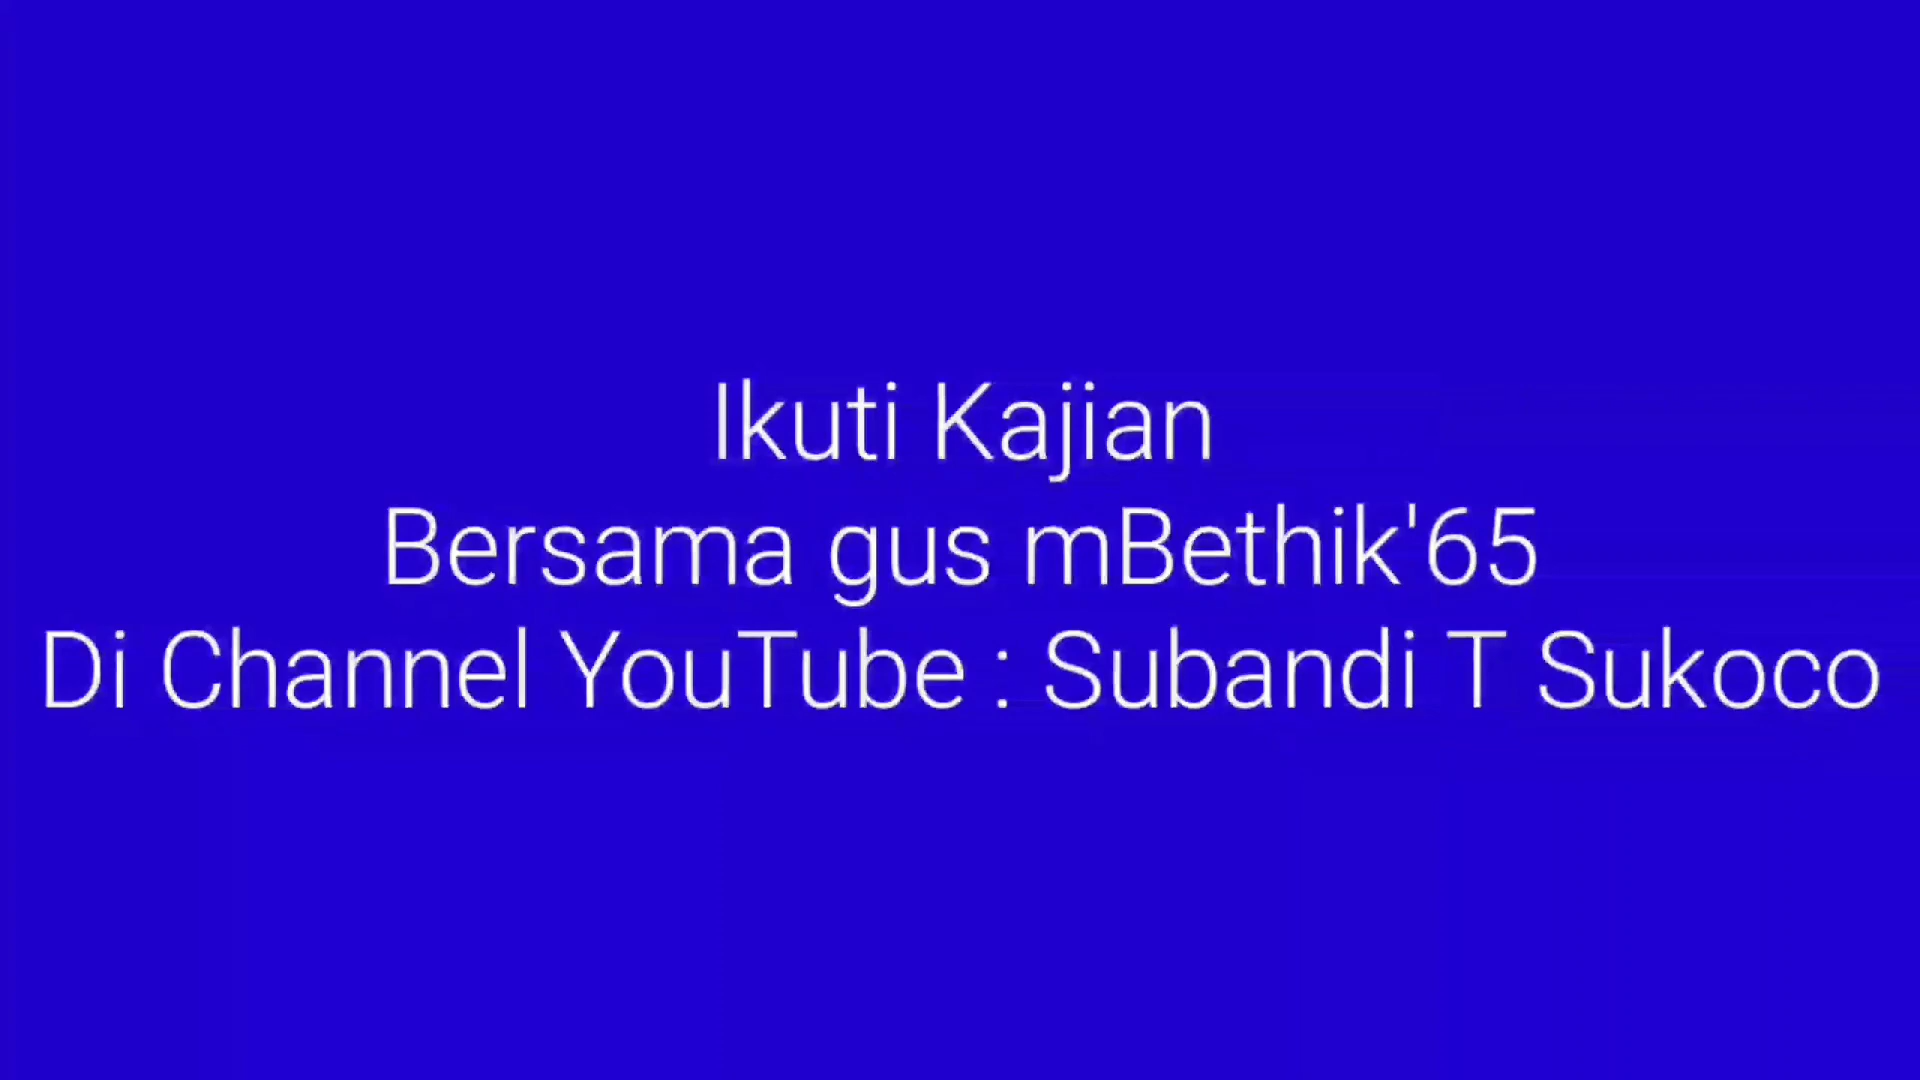 Ikuti Kajian
Bersama gus mBethik'65
Di Channel YouTube : Subandi T Sukoco